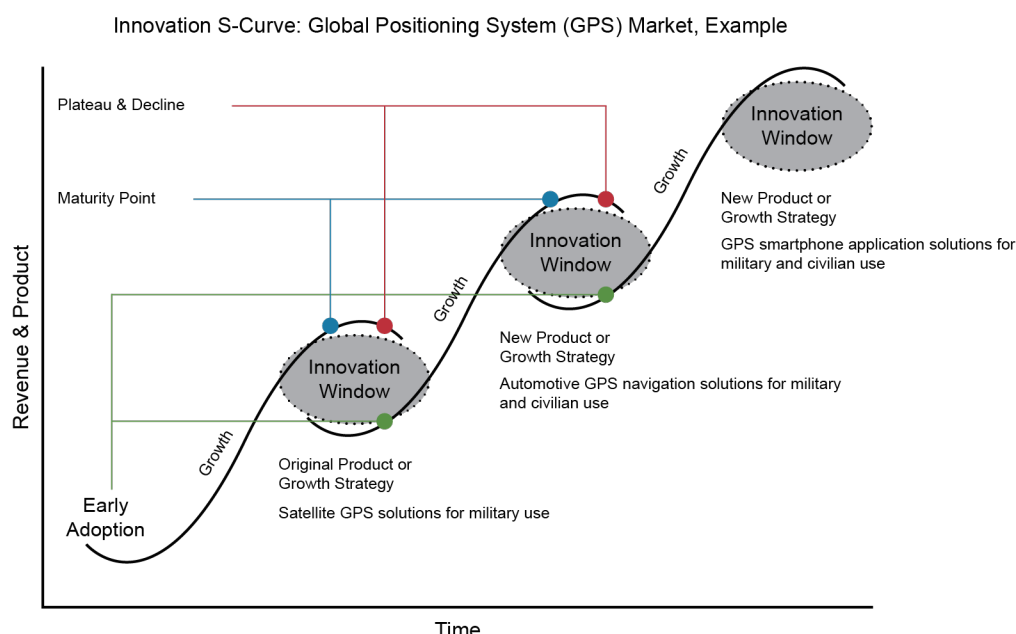 Innovation S-Curve: Global Positioning System (GPS) Market, Example
Plateau & Decline
Maturity Point
Revenue & Product
Early
Adoption
Growth
Innovation
Window
Original Product or
Growth Strategy
Satellite GPS solutions for military use
Growth
Innovation
Window
New Product or
Growth Strategy
Automotive GPS navigation solutions for military
and civilian use
Growth
Innovation
Window
New Product or
Growth Strategy
GPS smartphone application solutions for
military and civilian use
Time